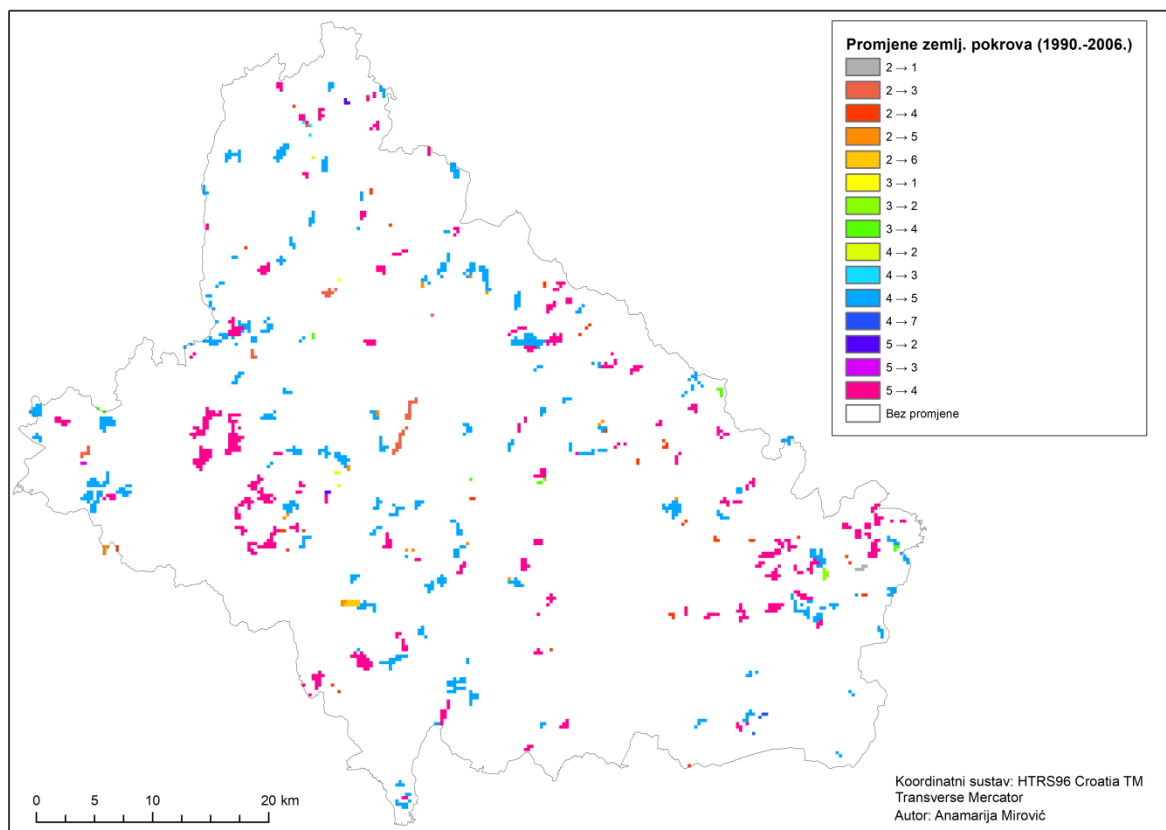 Promjene zemlj. pokrova (1990.-2006.)
2 → 1
2 → 3
2 → 4
2 → 5
2 → 6
3 → 1
3 → 2
3 → 4
4 → 2
4 → 3
4 → 5
4 → 7
5 → 2
5 → 3
5 → 4
Bez promjene
0 5 10 20 km
Koordinatni sustav: HTRS96 Croatia TM
Transverse Mercator
Autor: Anamarija Mirović